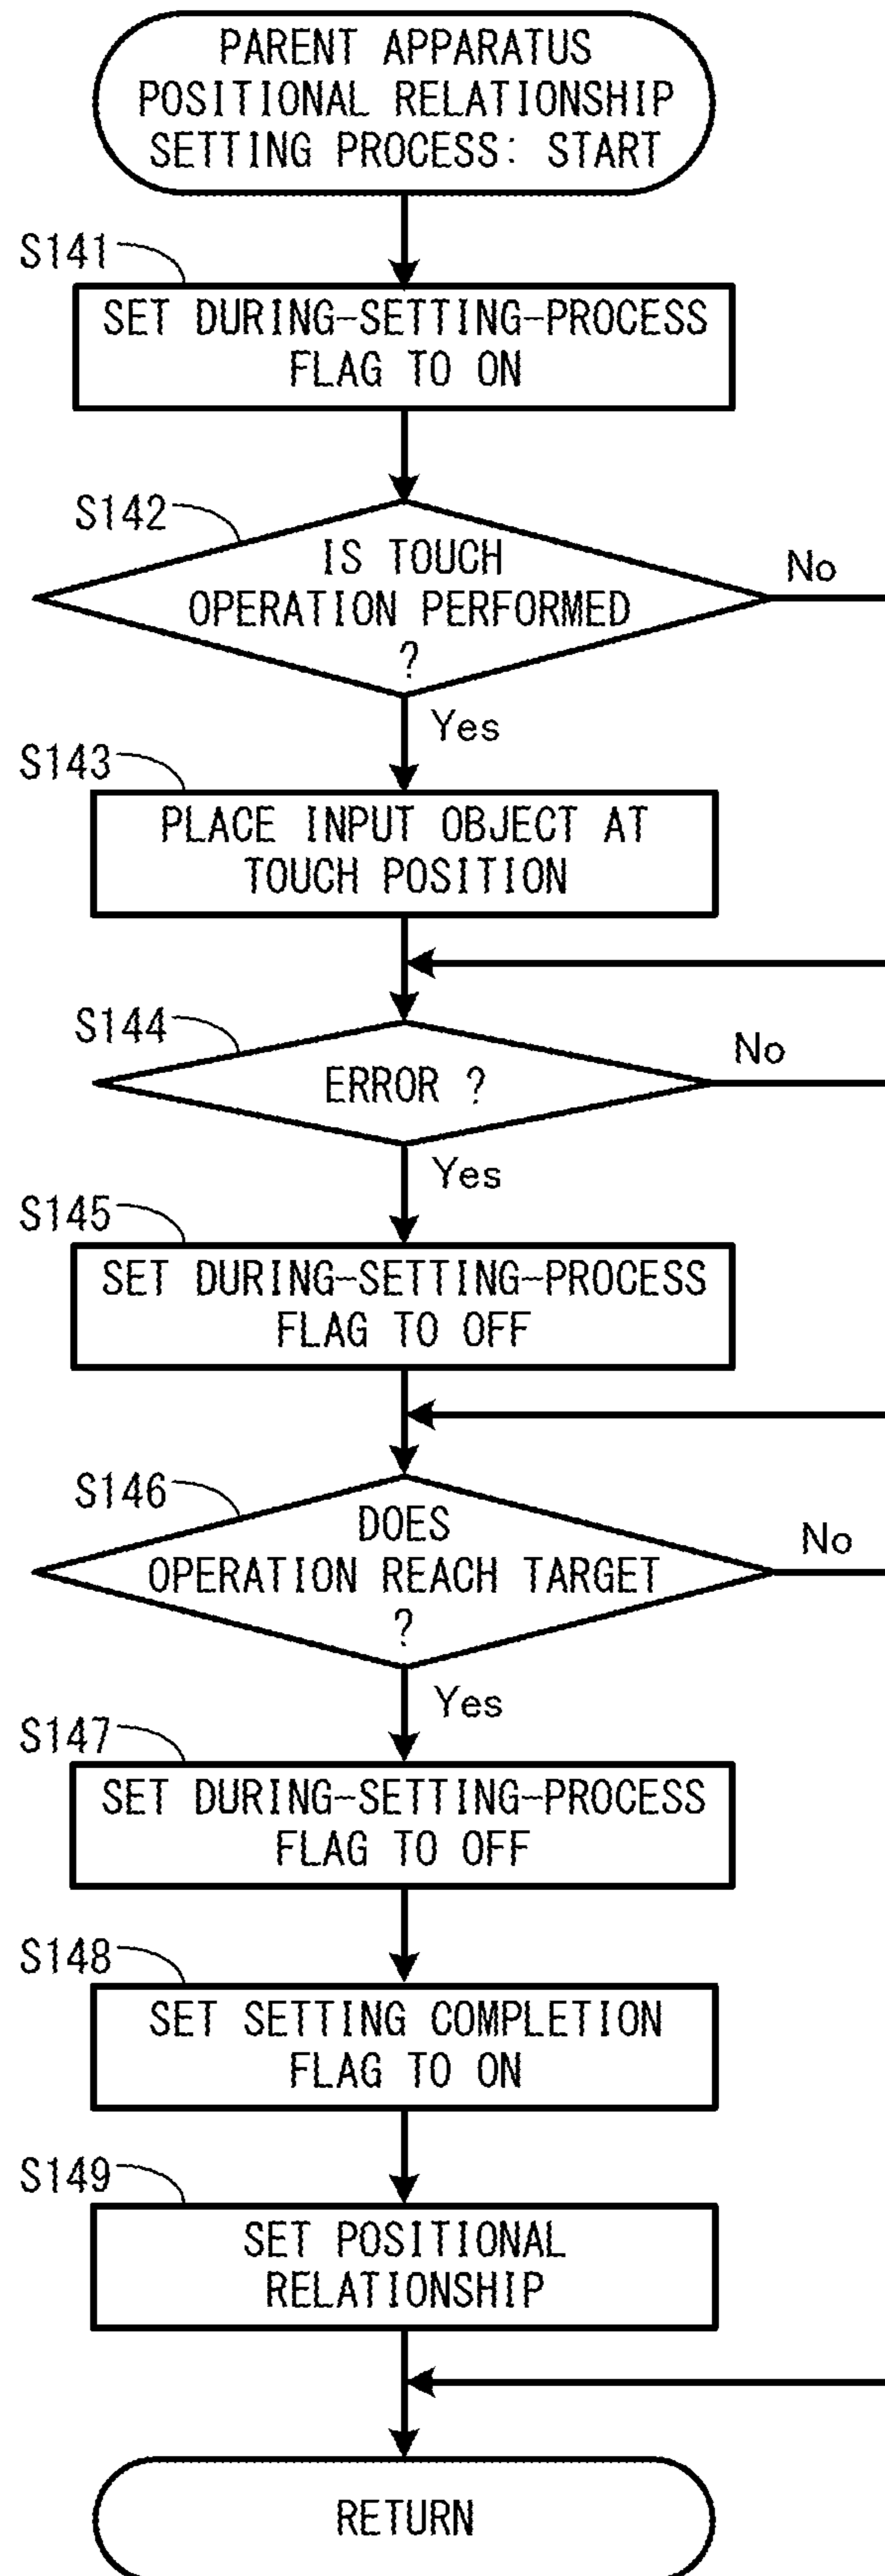 PARENT APPARATUS
POSITIONAL RELATIONSHIP
SETTING PROCESS: START
S141
SET DURING-SETTING-PROCESS
FLAG TO ON
S142
IS TOUCH
OPERATION PERFORMED
?
No
Yes
S143
PLACE INPUT OBJECT AT
TOUCH POSITION
S144
ERROR ?
No
Yes
S145
SET DURING-SETTING-PROCESS
FLAG TO OFF
S146
DOES
OPERATION REACH TARGET
?
No
Yes
S147
SET DURING-SETTING-PROCESS
FLAG TO OFF
S148
SET SETTING COMPLETION
FLAG TO ON
S149
SET POSITIONAL
RELATIONSHIP
RETURN